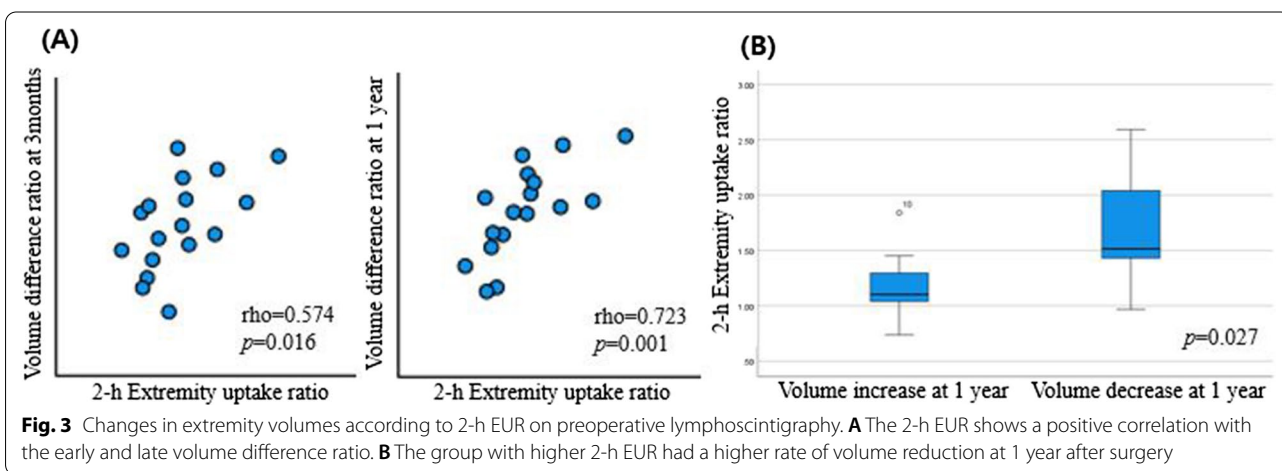 (A)
Volume difference ratio at 3months
rho=0.574
p=0.016
2-h Extremity uptake ratio
Volume difference ratio at 1 year
rho=0.723
p=0.001
2-h Extremity uptake ratio
(B)
2-h Extremity uptake ratio
3.00
2.50
2.00
1.50
1.00
.50
10
p=0.027
Volume increase at 1 year
Volume decrease at 1 year
Fig. 3 Changes in extremity volumes according to 2-h EUR on preoperative lymphoscintigraphy. A The 2-h EUR shows a positive correlation with
the early and late volume difference ratio. B The group with higher 2-h EUR had a higher rate of volume reduction at 1 year after surgery